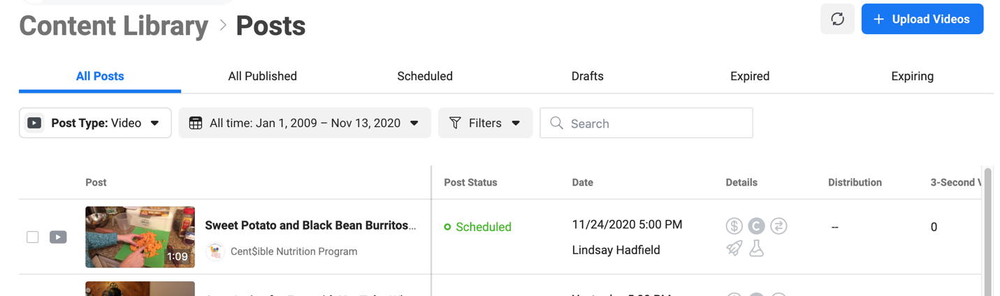 Content Library > Posts
+ Upload Videos
All Posts
All Published
Scheduled
Drafts
Expired
Expiring
Post Type: Video
All time: Jan 1, 2009 – Nov 13, 2020
Filters
Search
Post
Post Status
Date
Details
Distribution
3-Second
1:09
Sweet Potato and Black Bean Burritos...
Cent$ible Nutrition Program
Scheduled
11/24/2020 5:00 PM
Lindsay Hadfield
--
0